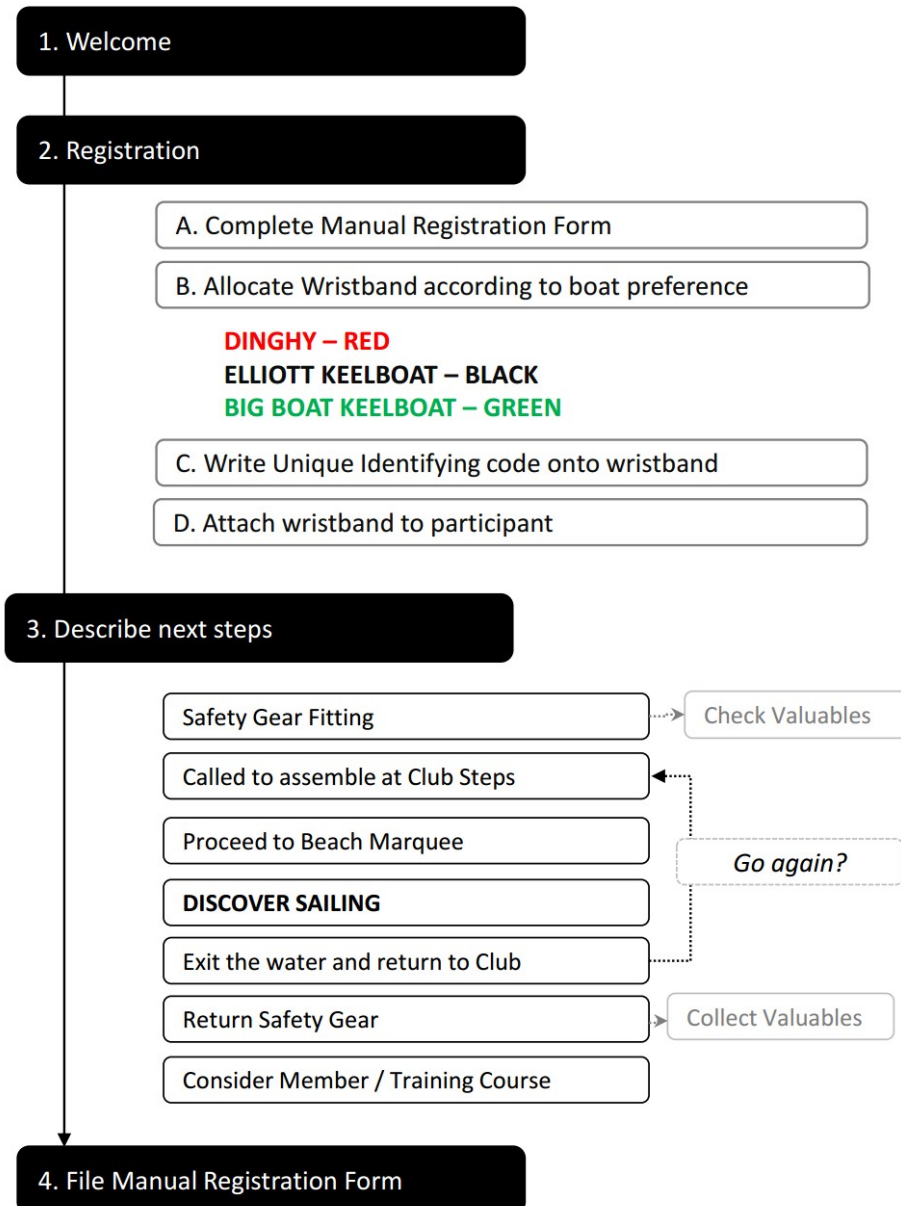 1. Welcome
2. Registration
A. Complete Manual Registration Form
B. Allocate Wristband according to boat preference
DINGHY – RED
ELLIOTT KEELBOAT – BLACK
BIG BOAT KEELBOAT – GREEN
C. Write Unique Identifying code onto wristband
D. Attach wristband to participant
3. Describe next steps
Safety Gear Fitting
Check Valuables
Called to assemble at Club Steps
Proceed to Beach Marquee
Go again?
DISCOVER SAILING
Exit the water and return to Club
Return Safety Gear
Collect Valuables
Consider Member / Training Course
4. File Manual Registration Form